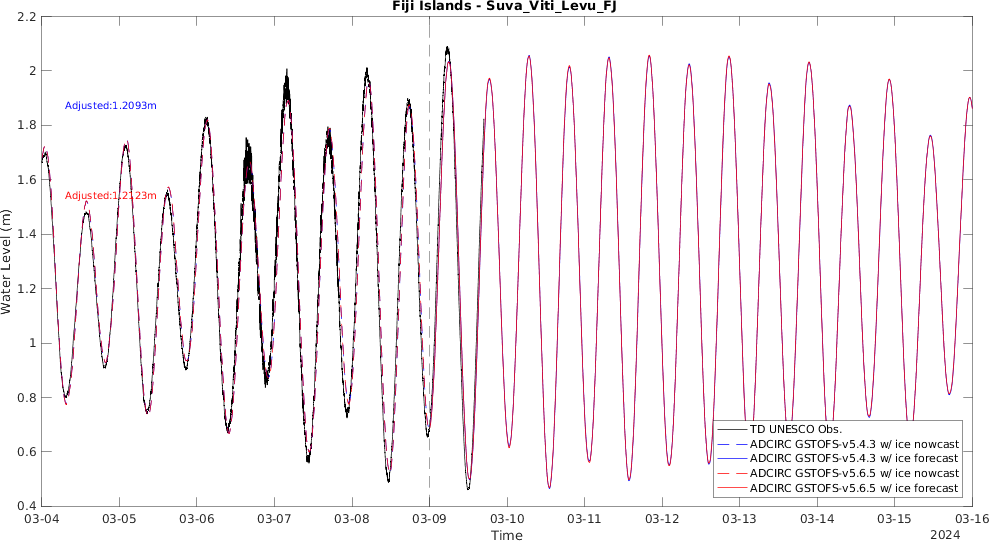 Fiji Islands - Suva_Viti_Levu_FJ
2.2
2
1.8
1.6
1.4
1.2
1
0.8
0.6
0.4
Water Level (m)
Adjusted:1.2093m
Adjusted:1.2123m
TD UNESCO Obs.
ADCIRC GSTOFS-v5.4.3 w/ ice nowcast
ADCIRC GSTOFS-v5.4.3 w/ ice forecast
ADCIRC GSTOFS-v5.6.5 w/ ice nowcast
ADCIRC GSTOFS-v5.6.5 w/ ice forecast
03-04 03-05 03-06 03-07 03-08 03-09 03-10 03-11 03-12 03-13 03-14 03-15 03-16
Time
2024